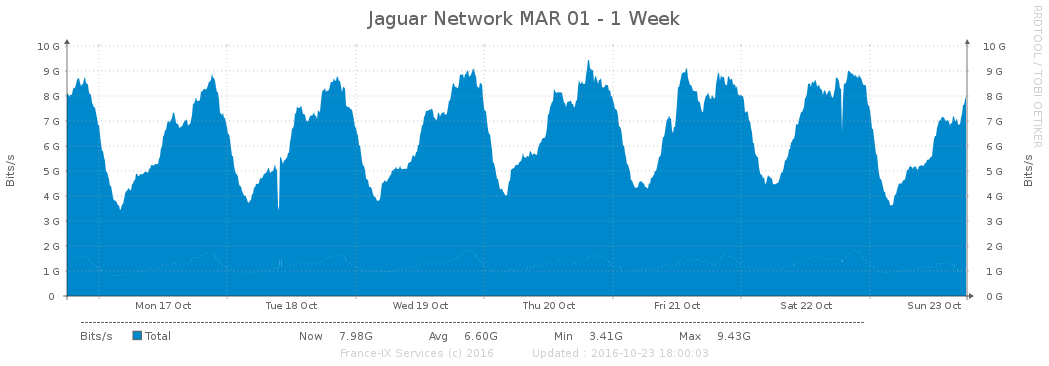 Jaguar Network MAR 01 - 1 Week
RRDTOOL / TOBI OETIKER
Bits/s
10 G 10 G
9 G 9 G
8 G 8 G
7 G 7 G
6 G 6 G
5 G 5 G
4 G 4 G
3 G 3 G
2 G 2 G
1 G 1 G
0 0 G
Bits/s
Mon 17 Oct Tue 18 Oct Wed 19 Oct Thu 20 Oct Fri 21 Oct Sat 22 Oct Sun 23 Oct
Bits/s Total Now 7.98G Avg 6.60G Min 3.41G Max 9.43G
France-IX Services (c) 2016 Updated : 2016-10-23 18:00:03